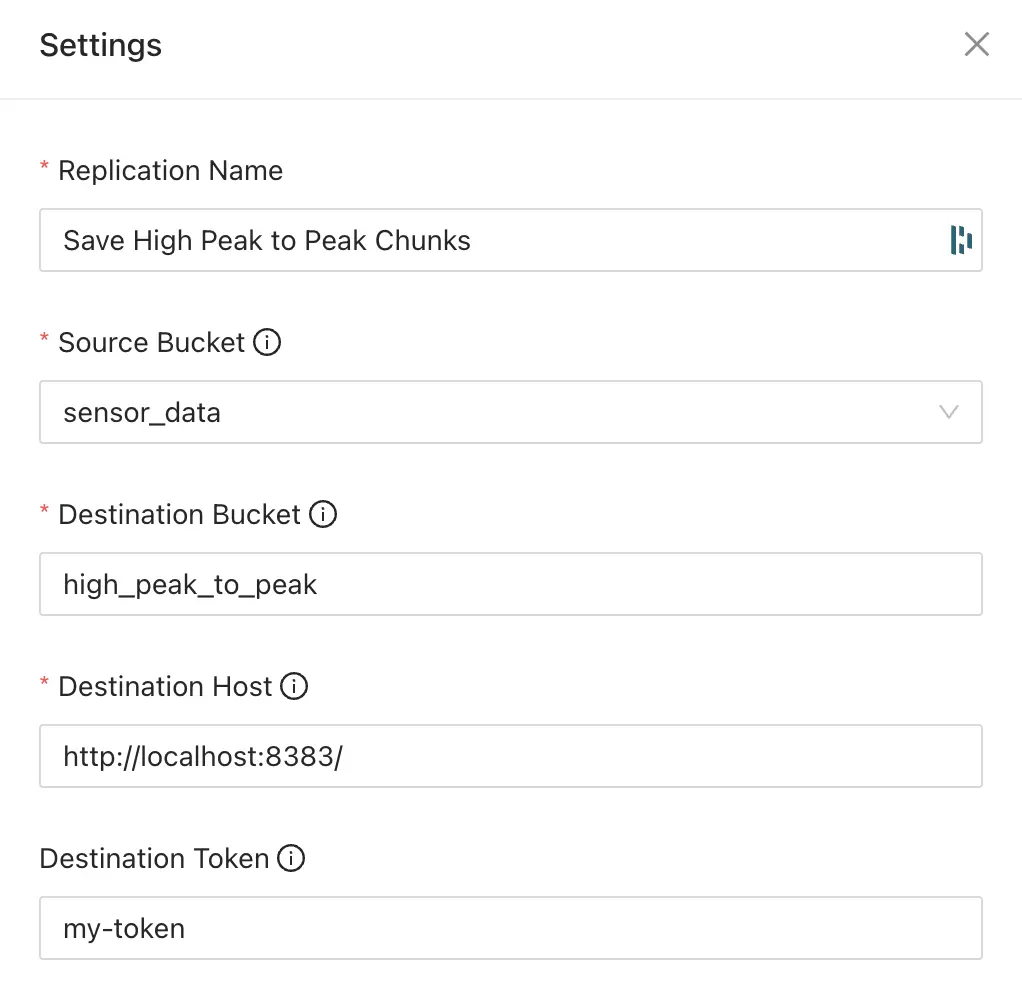 Settings
* Replication Name
Save High Peak to Peak Chunks
* Source Bucket
sensor_data
* Destination Bucket
high_peak_to_peak
* Destination Host
http://localhost:8383/
Destination Token
my-token